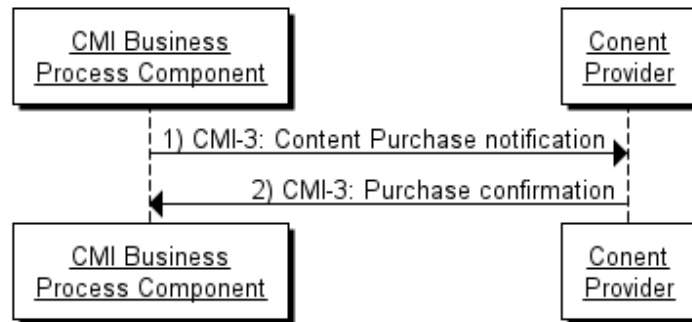 CMI Business
Process Component
Conent
Provider
1) CMI-3: Content Purchase notification
2) CMI-3: Purchase confirmation
CMI Business
Process Component
Conent
Provider